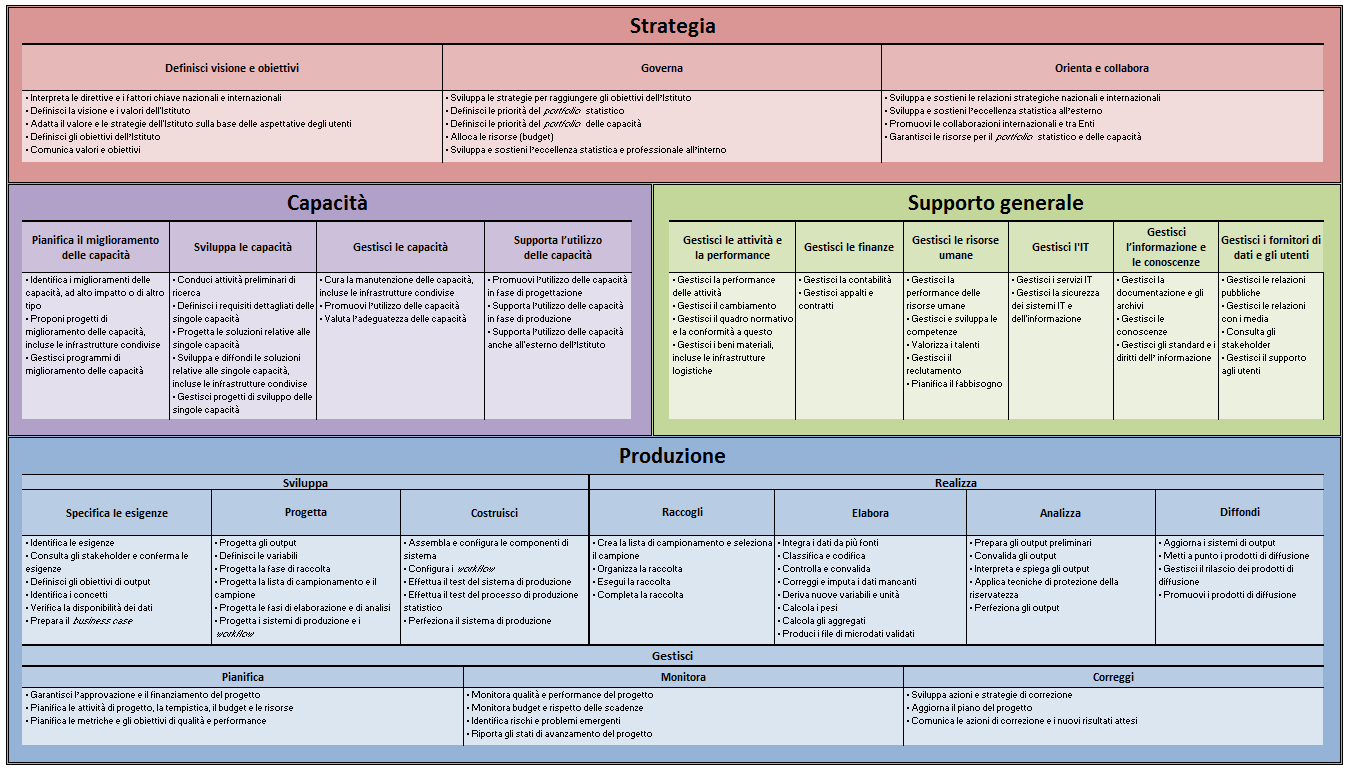 Strategia
Definisci visione e obiettivi
• Interpreta le direttive e i fattori chiave nazionali e internazionali
• Definisci la visione e i valori dell'Istituto
• Adatta il valore e le strategie dell'Istituto sulla base delle aspettative degli utenti
• Definisci gli obiettivi dell'Istituto
• Comunica valori e obiettivi
Governa
• Sviluppa le strategie per raggiungere gli obiettivi dell'Istituto
• Definisci le priorità del portfolio statistico
• Definisci le priorità del portfolio delle capacità
• Alloca le risorse (budget)
• Sviluppa e sostieni l'eccellenza statistica e professionale all'interno
Orienta e collabora
• Sviluppa e sostieni le relazioni strategiche nazionali e internazionali
• Sviluppa e sostieni l'eccellenza statistica all'esterno
• Promuovi le collaborazioni internazionali e tra Enti
• Garantisci le risorse per il portfolio statistico e delle capacità
Capacità
Pianifica il miglioramento
delle capacità
• Identifica i miglioramenti delle
capacità, ad alto impatto o di altro
tipo
• Proponi progetti di
miglioramento delle capacità,
incluse le infrastrutture condivise
• Gestisci programmi di
miglioramento delle capacità
Sviluppa le capacità
• Conduci attività preliminari di
ricerca
• Definisci i requisiti dettagliati delle
singole capacità
• Progetta le soluzioni relative alle
singole capacità
• Sviluppa e diffondi le soluzioni
relative alle singole capacità,
incluse le infrastrutture condivise
• Gestisci progetti di sviluppo delle
singole capacità
Gestisci le capacità
• Cura la manutenzione delle capacità,
incluse le infrastrutture condivise
• Promuovi l'utilizzo delle capacità
• Valuta l'adeguatezza delle capacità
Supporta l'utilizzo
delle capacità
• Promuovi l'utilizzo delle capacità
in fase di progettazione
• Supporta l'utilizzo delle capacità
in fase di produzione
• Supporta l'utilizzo delle capacità
anche all'esterno dell'Istituto
Supporto generale
Gestisci le attività e
la performance
• Gestisci la performance
delle attività
• Gestisci il cambiamento
• Gestisci il quadro normativo
e la conformità a questo
• Gestisci i beni materiali,
incluse le infrastrutture
logistiche
Gestisci le finanze
• Gestisci la contabilità
• Gestisci appalti e
contratti
Gestisci le risorse
umane
• Gestisci la
performance delle
risorse umane
• Gestisci e sviluppa le
competenze
• Valorizza i talenti
• Gestisci il
reclutamento
• Pianifica il fabbisogno
Gestisci l'IT
• Gestisci i servizi IT
• Gestisci la sicurezza
dei sistemi IT e
dell'informazione
Gestisci
l'informazione e
le conoscenze
• Gestisci la
documentazione e gli
archivi
• Gestisci le
conoscenze
• Gestisci gli standard e i
diritti dell' informazione
Gestisci i fornitori di
dati e gli utenti
• Gestisci le relazioni
pubbliche
• Gestisci le relazioni
con i media
• Consulta gli
stakeholder
• Gestisci il supporto
agli utenti
Produzione
Sviluppa
Specifica le esigenze
• Identifica le esigenze
• Consulta gli stakeholder e conferma le
esigenze
• Definisci gli obiettivi di output
• Identifica i concetti
• Verifica la disponibilità dei dati
• Prepara il business case
Progetta
• Progetta gli output
• Definisci le variabili
• Progetta la fase di raccolta
• Progetta la lista di campionamento e il
campione
• Progetta le fasi di elaborazione e di analisi
• Progetta i sistemi di produzione e i
workflow
Costruisci
• Assembla e configura le componenti di
sistema
• Configura i workflow
• Effettua il test del sistema di produzione
• Effettua il test del processo di produzione
statistico
• Perfeziona il sistema di produzione
Realizza
Raccogli
• Crea la lista di campionamento e seleziona
il campione
• Organizza la raccolta
• Esegui la raccolta
• Completa la raccolta
Elabora
• Integra i dati da più fonti
• Classifica e codifica
• Controlla e convalida
• Correggi e imputa i dati mancanti
• Deriva nuove variabili e unità
• Calcola i pesi
• Calcola gli aggregati
• Produci i file di microdati validati
Analizza
• Prepara gli output preliminari
• Convalida gli output
• Interpreta e spiega gli output
• Applica tecniche di protezione della
riservatezza
• Perfeziona gli output
Diffondi
• Aggiorna i sistemi di output
• Metti a punto i prodotti di diffusione
• Gestisci il rilascio dei prodotti di
diffusione
• Promuovi i prodotti di diffusione
Gestisci
Pianifica
• Garantisci l'approvazione e il finanziamento del progetto
• Pianifica le attività di progetto, la tempistica, il budget e le risorse
• Pianifica le metriche e gli obiettivi di qualità e performance
Monitora
• Monitora qualità e performance del progetto
• Monitora budget e rispetto delle scadenze
• Identifica rischi e problemi emergenti
• Riporta gli stati di avanzamento del progetto
Correggi
• Sviluppa azioni e strategie di correzione
• Aggiorna il piano del progetto
• Comunica le azioni di correzione e i nuovi risultati attesi